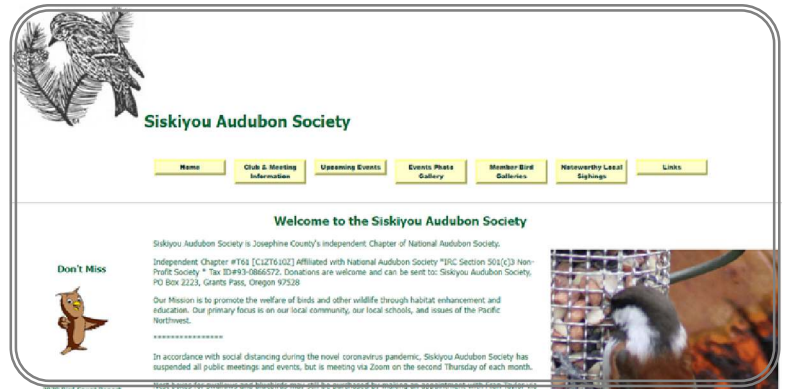 Siskiyou Audubon Society
Home
Club & Meeting
Information
Upcoming Events
Events Photo
Gallery
Member Bird
Galleries
Noteworthy Local
Sighings
Links
Welcome to the Siskiyou Audubon Society
Siskiyou Audubon Society is Josephine County's independent Chapter of National Audubon Society.
Independent Chapter #T61 [C1ZT610Z] Affiliated with National Audubon Society *IRC Section 501(c)3 Non-
Profit Society * Tax ID#93-0866572. Donations are welcome and can be sent to: Siskiyou Audubon Society,
PO Box 2223, Grants Pass, Oregon 97528
Don't Miss
Our Mission is to promote the welfare of birds and other wildlife through habitat enhancement and
education. Our primary focus is on our local community, our local schools, and issues of the Pacific
Northwest.
****************
In accordance with social distancing during the novel coronavirus pandemic, Siskiyou Audubon Society has
suspended all public meetings and events, but is meeting via Zoom on the second Thursday of each month.